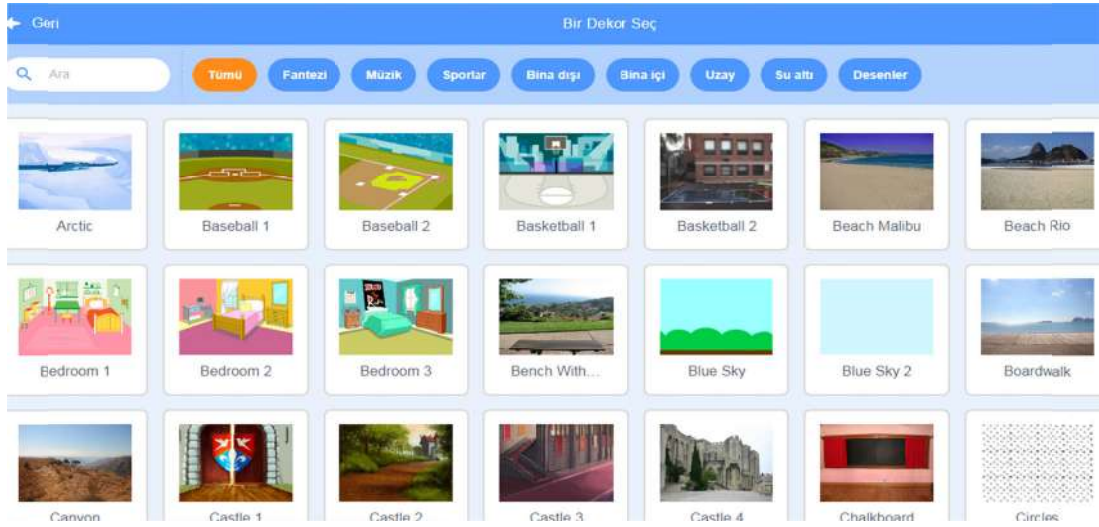 Geri Bir Dekor Seç
Ara Tümü Fantezi Müzik Sporlar Bina dışı Bina içi Uzay Su altı Desenler
Arctic Baseball 1 Baseball 2 Basketball 1 Basketball 2 Beach Malibu Beach Rio
Bedroom 1 Bedroom 2 Bedroom 3 Bench With... Blue Sky Blue Sky 2 Boardwalk
Canyon Castle 1 Castle 2 Castle 3 Castle 4 Chalkboard Circles